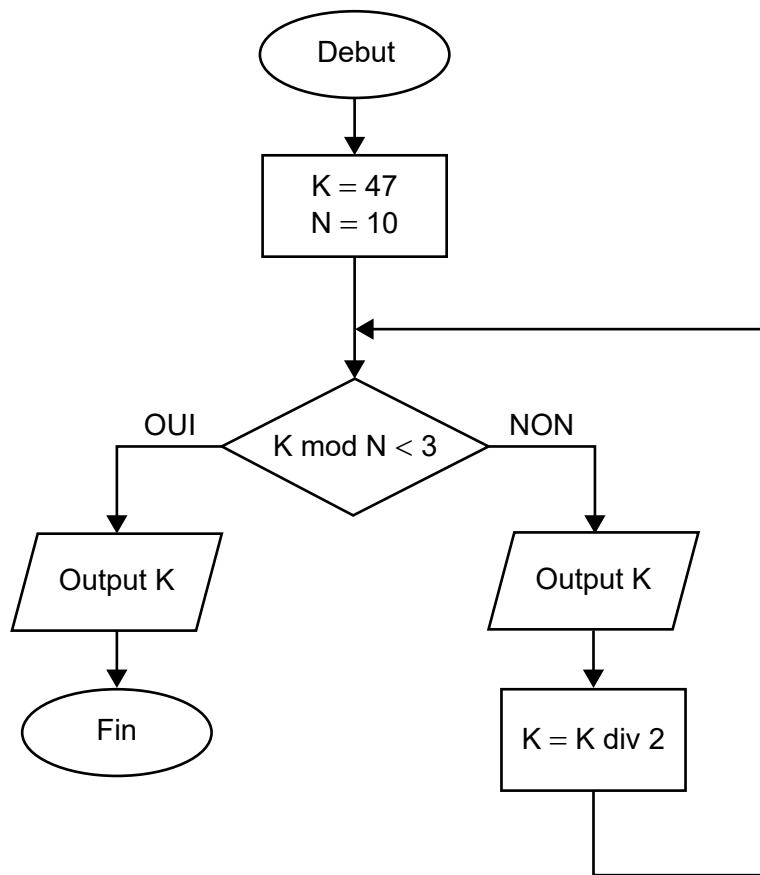 Debut
K = 47
N = 10
OUI
K mod N < 3
NON
Output K
Output K
Fin
K = K div 2